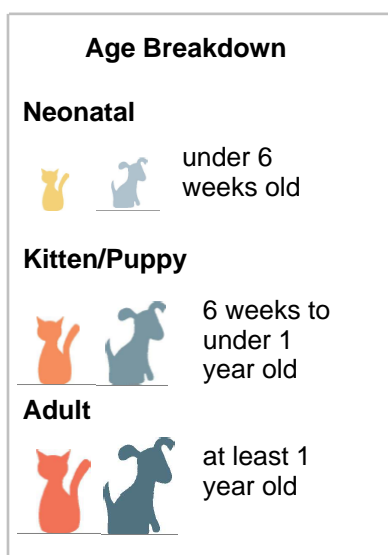 Age Breakdown
Neonatal
under 6
weeks old
Kitten/Puppy
6 weeks to
under 1
year old
Adult
at least 1
year old